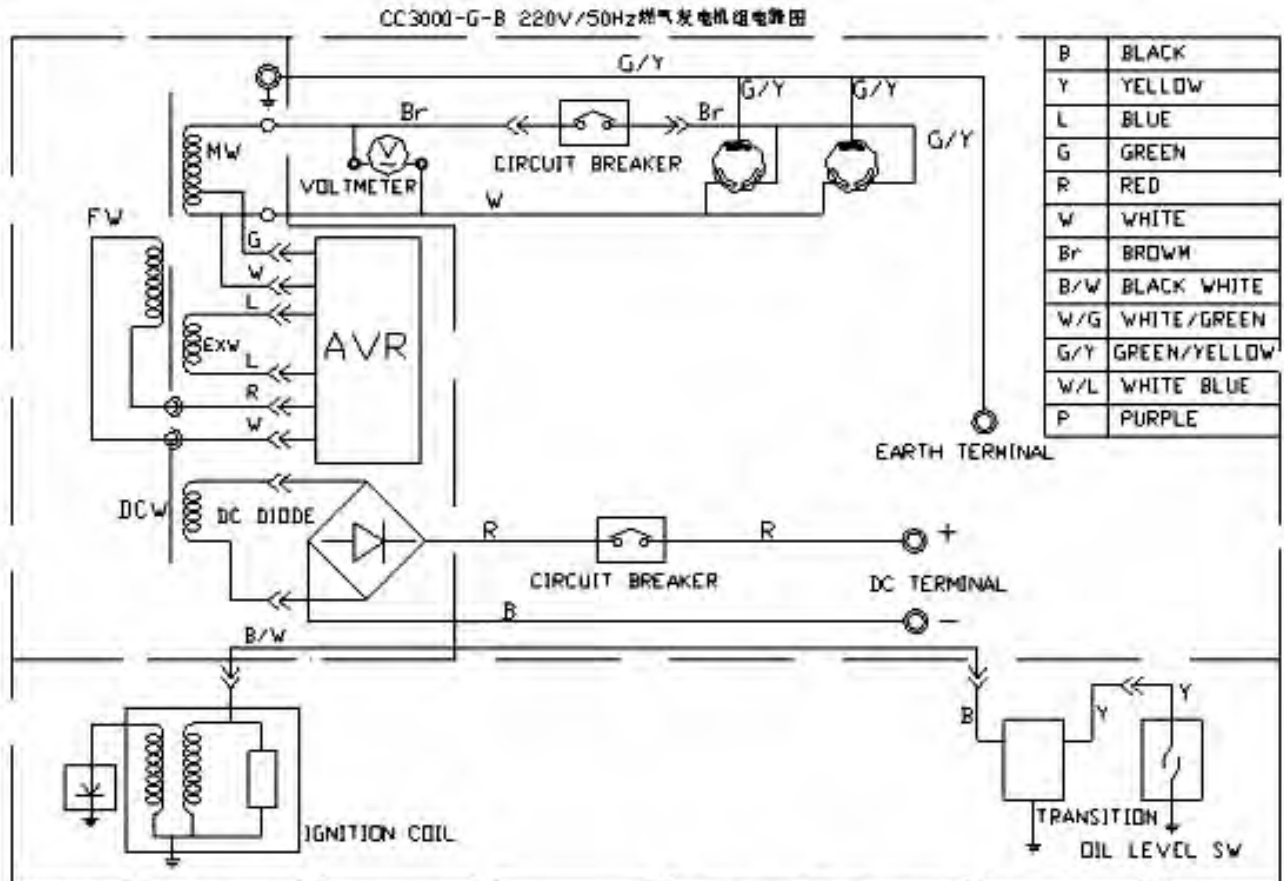 CC3000-G-B 220V/50Hz燃气发电机组电路图
G/Y
G/Y
G/Y
Br
Br
G/Y
MW
CIRCUIT BREAKER
V
VOLTMETER
W
FW
G
W
L
EXW
L
AVR
R
W
EARTH TERMINAL
DCW
DC DIODE
R
R
+
CIRCUIT BREAKER
DC TERMINAL
B
-
B/W
B
Y
Y
IGNITION COIL
TRANSITION
OIL LEVEL SW
B BLACK
Y YELLOW
L BLUE
G GREEN
R RED
W WHITE
Br BROWM
B/W BLACK WHITE
W/G WHITE/GREEN
G/Y GREEN/YELLOW
W/L WHITE BLUE
P PURPLE